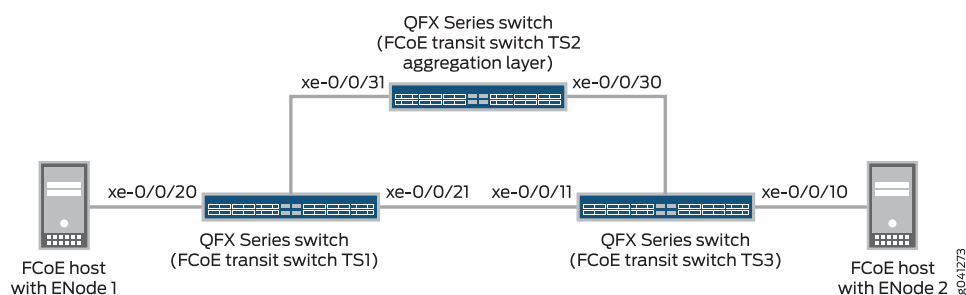 QFX Series switch
(FCoE transit switch TS2
aggregation layer)
xe-0/0/31
xe-0/0/30
xe-0/0/20
xe-0/0/21
xe-0/0/11
xe-0/0/10
QFX Series switch
(FCoE transit switch TS1)
QFX Series switch
(FCoE transit switch TS3)
FCoE host
with ENode 1
FCoE host
with ENode 2
g041273